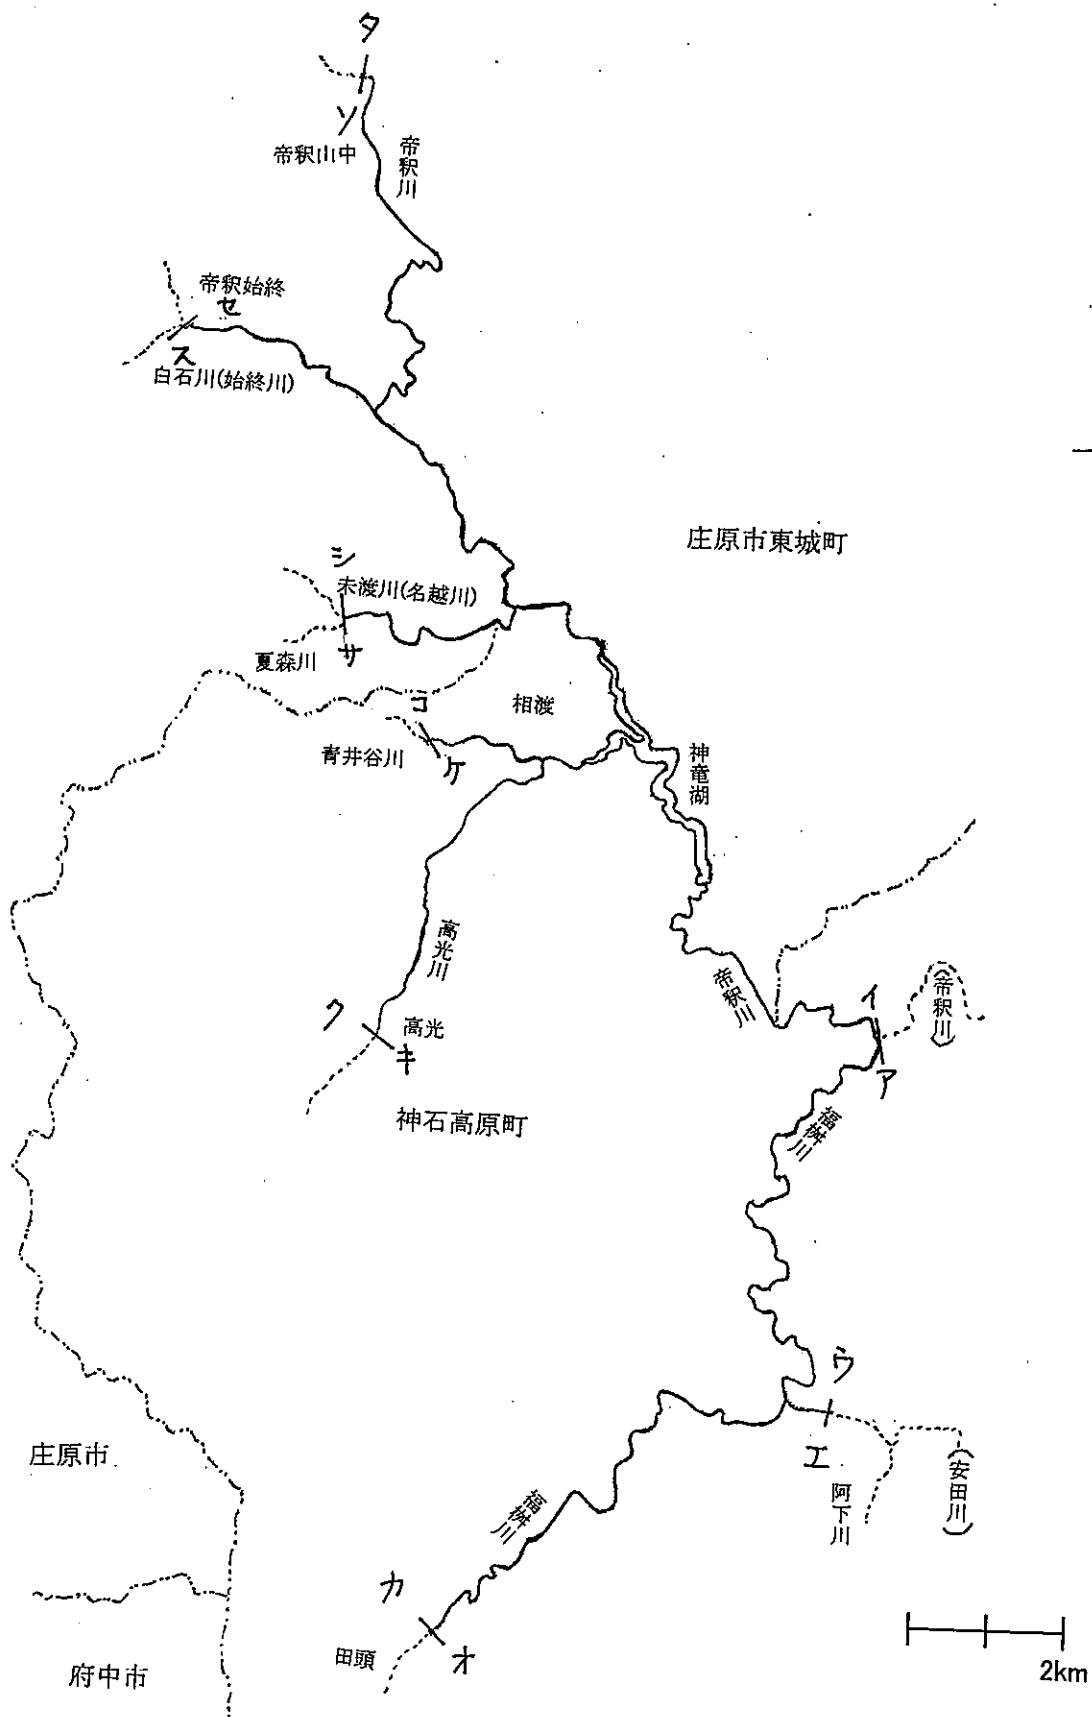 タ
ソ
帝釈山中
帝釈川
帝釈始終
セ
ス
白石川(始終川)
庄原市東城町
シ
未渡川(名越川)
夏森川
サ
コ
相渡
青井谷川
ケ
神竜湖
高光川
帝釈川
イ
(帝釈川)
ア
ク
高光
キ
神石高原町
福桝川
ウ
エ
庄原市
阿下川
(安田川)
福桝川
カ
田頭
オ
府中市
2km